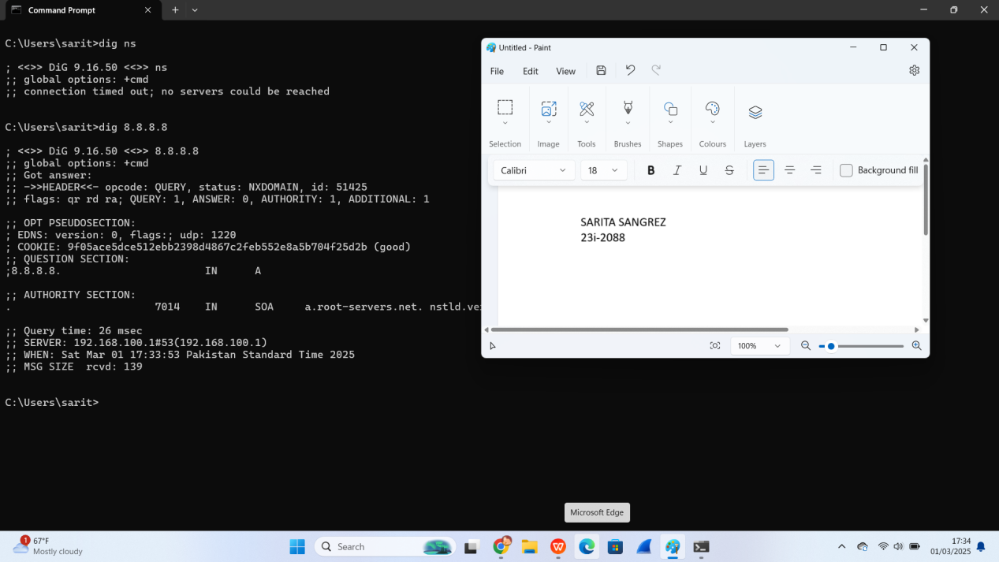 Command Prompt
C:\Users\sarit>dig ns
; <<>> DiG 9.16.50 <<>> ns
;; global options: +cmd
;; connection timed out; no servers could be reached
C:\Users\sarit>dig 8.8.8.8
; <<>> DiG 9.16.50 <<>> 8.8.8.8
;; global options: +cmd
;; Got answer:
;; ->>HEADER<<- opcode: QUERY, status: NXDOMAIN, id: 51425
;; flags: qr rd ra; QUERY: 1, ANSWER: 0, AUTHORITY: 1, ADDITIONAL: 1
;; OPT PSEUDOSECTION:
; EDNS: version: 0, flags:; udp: 1220
; COOKIE: 9f05ace5dce512ebb2398d4867c2feb552e8a5b704f25d2b (good)
;; QUESTION SECTION:
;8.8.8.8. IN A
;; AUTHORITY SECTION:
. 7014 IN SOA a.root-servers.net. nstld.ve
;; Query time: 26 msec
;; SERVER: 192.168.100.1#53(192.168.100.1)
;; WHEN: Sat Mar 01 17:33:53 Pakistan Standard Time 2025
;; MSG SIZE rcvd: 139
C:\Users\sarit>
Untitled - Paint
File Edit View
Selection Image Tools Brushes Shapes Colours Layers
Calibri 18 B I U S Background fill
SARITA SANGREZ
23i-2088
100%
Microsoft Edge
1
67°F
Mostly cloudy
Search
17:34
01/03/2025